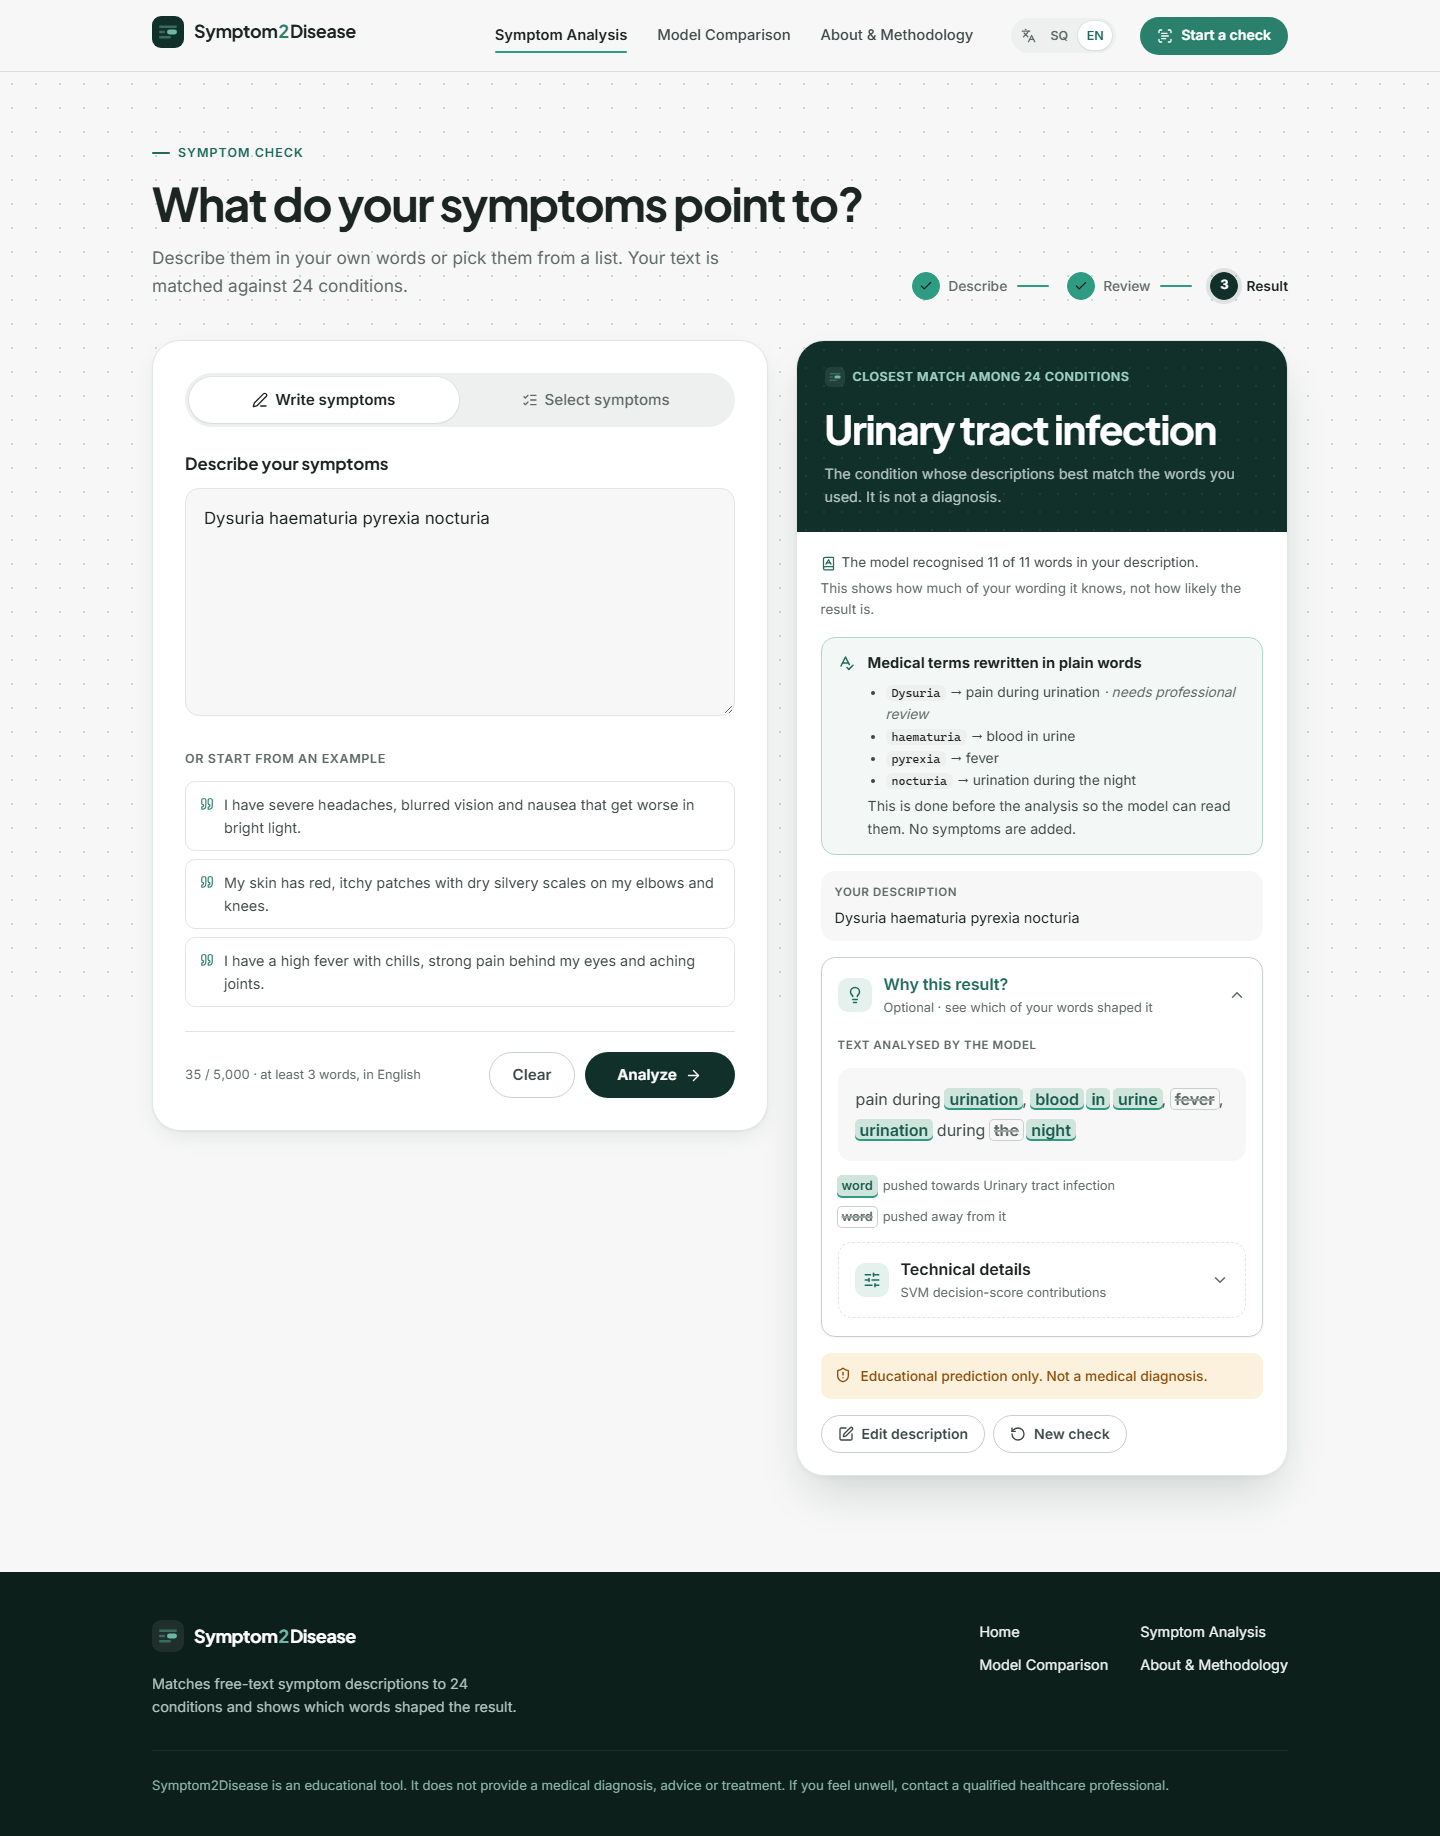 Symptom2Disease
Symptom Analysis
Model Comparison
About & Methodology
SQ
EN
Start a check
SYMPTOM CHECK
What do your symptoms point to?
Describe them in your own words or pick them from a list. Your text is
matched against 24 conditions.
Describe
Review
3
Result
Write symptoms
Select symptoms
Describe your symptoms
Dysuria haematuria pyrexia nocturia
OR START FROM AN EXAMPLE
I have severe headaches, blurred vision and nausea that get worse in
bright light.
My skin has red, itchy patches with dry silvery scales on my elbows and
knees.
I have a high fever with chills, strong pain behind my eyes and aching
joints.
35 / 5,000 · at least 3 words, in English
Clear
Analyze
CLOSEST MATCH AMONG 24 CONDITIONS
Urinary tract infection
The condition whose descriptions best match the words you
used. It is not a diagnosis.
The model recognised 11 of 11 words in your description.
This shows how much of your wording it knows, not how likely the
result is.
Medical terms rewritten in plain words
• Dysuria → pain during urination · needs professional
review
• haematuria → blood in urine
• pyrexia → fever
• nocturia → urination during the night
This is done before the analysis so the model can read
them. No symptoms are added.
YOUR DESCRIPTION
Dysuria haematuria pyrexia nocturia
Why this result?
Optional · see which of your words shaped it
TEXT ANALYSED BY THE MODEL
pain during urination, blood in urine, fever,
urination during the night
word pushed towards Urinary tract infection
word pushed away from it
Technical details
SVM decision-score contributions
Educational prediction only. Not a medical diagnosis.
Edit description
New check
Symptom2Disease
Matches free-text symptom descriptions to 24
conditions and shows which words shaped the result.
Home
Symptom Analysis
Model Comparison
About & Methodology
Symptom2Disease is an educational tool. It does not provide a medical diagnosis, advice or treatment. If you feel unwell, contact a qualified healthcare professional.